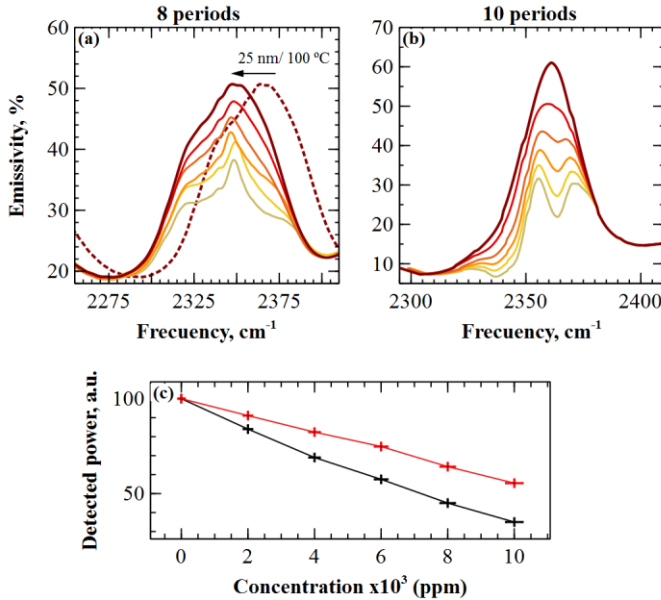 8 periods
10 periods
(a)
25 nm/ 100 ºC
(b)
60
50
40
30
20
Emissivity, %
2275
2325
2375
Frecuency, cm-1
70
60
50
40
30
20
10
2300
2350
2400
Frecuency, cm-1
(c)
100
50
Detected power, a.u.
0
2
4
6
8
10
Concentration x10³ (ppm)